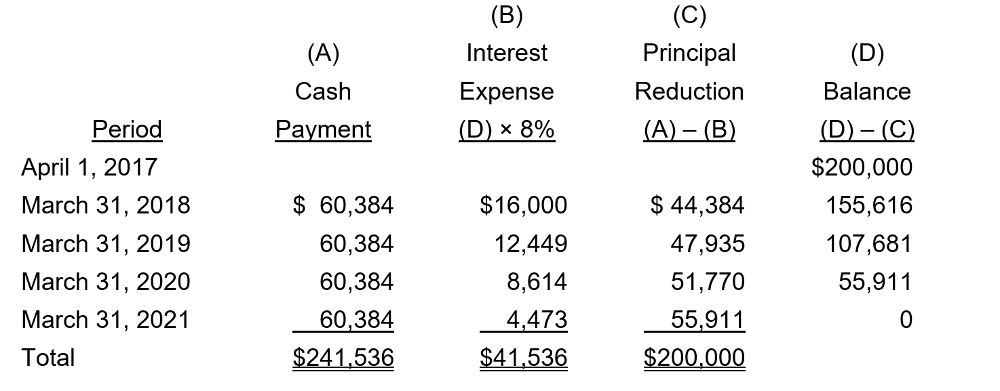 (B) (C)
(A) Interest Principal (D)
Cash Expense Reduction Balance
Period Payment (D) × 8% (A) – (B) (D) – (C)
April 1, 2017 $200,000
March 31, 2018 $ 60,384 $16,000 $ 44,384 155,616
March 31, 2019 60,384 12,449 47,935 107,681
March 31, 2020 60,384 8,614 51,770 55,911
March 31, 2021 60,384 4,473 55,911 0
Total $241,536 $41,536 $200,000